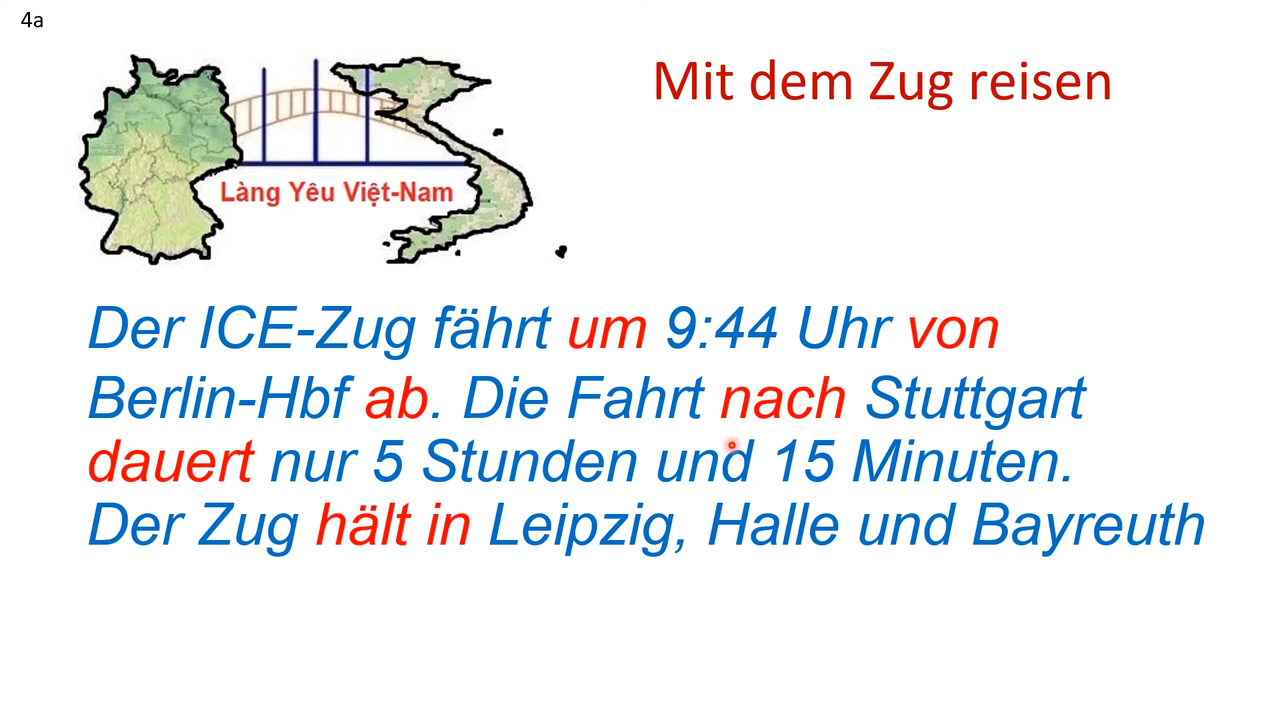 4a
Mit dem Zug reisen
Làng Yêu Việt-Nam
Der ICE-Zug fährt um 9:44 Uhr von
Berlin-Hbf ab. Die Fahrt nach Stuttgart
dauert nur 5 Stunden und 15 Minuten.
Der Zug hält in Leipzig, Halle und Bayreuth